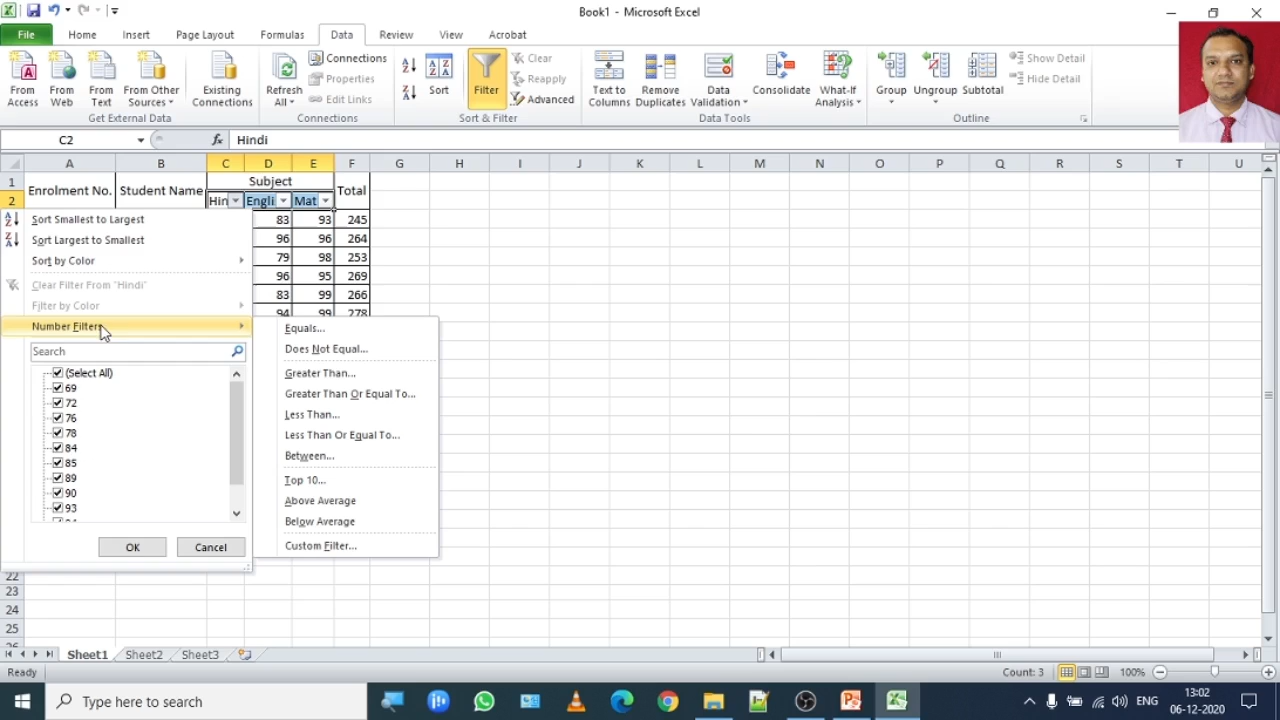 Book1 - Microsoft Excel
File Home Insert Page Layout Formulas Data Review View Acrobat
From Access
From Web
From Text
From Other Sources
Get External Data
Existing Connections
Refresh All
Connections
Properties
Edit Links
Connections
Sort
Filter
Clear
Reapply
Advanced
Sort & Filter
Text to Columns
Remove Duplicates
Data Validation
Consolidate
What-If Analysis
Data Tools
Group
Ungroup
Subtotal
Show Detail
Hide Detail
Outline
C2 fx Hindi
A B C D E F G H I J K L M N O P Q R S T U
1 Enrolment No. Student Name Subject Total
2 Hin Engli Mat
83 93 245
96 96 264
79 98 253
96 95 269
83 99 266
94 99 278
Sort Smallest to Largest
Sort Largest to Smallest
Sort by Color
Clear Filter From "Hindi"
Filter by Color
Number Filters
Search
(Select All)
69
72
76
78
84
85
89
90
93
OK Cancel
Equals...
Does Not Equal...
Greater Than...
Greater Than Or Equal To...
Less Than...
Less Than Or Equal To...
Between...
Top 10...
Above Average
Below Average
Custom Filter...
22
23
24
25
26
Sheet1 Sheet2 Sheet3
Ready Count: 3 100%
Type here to search
ENG
13:02
06-12-2020